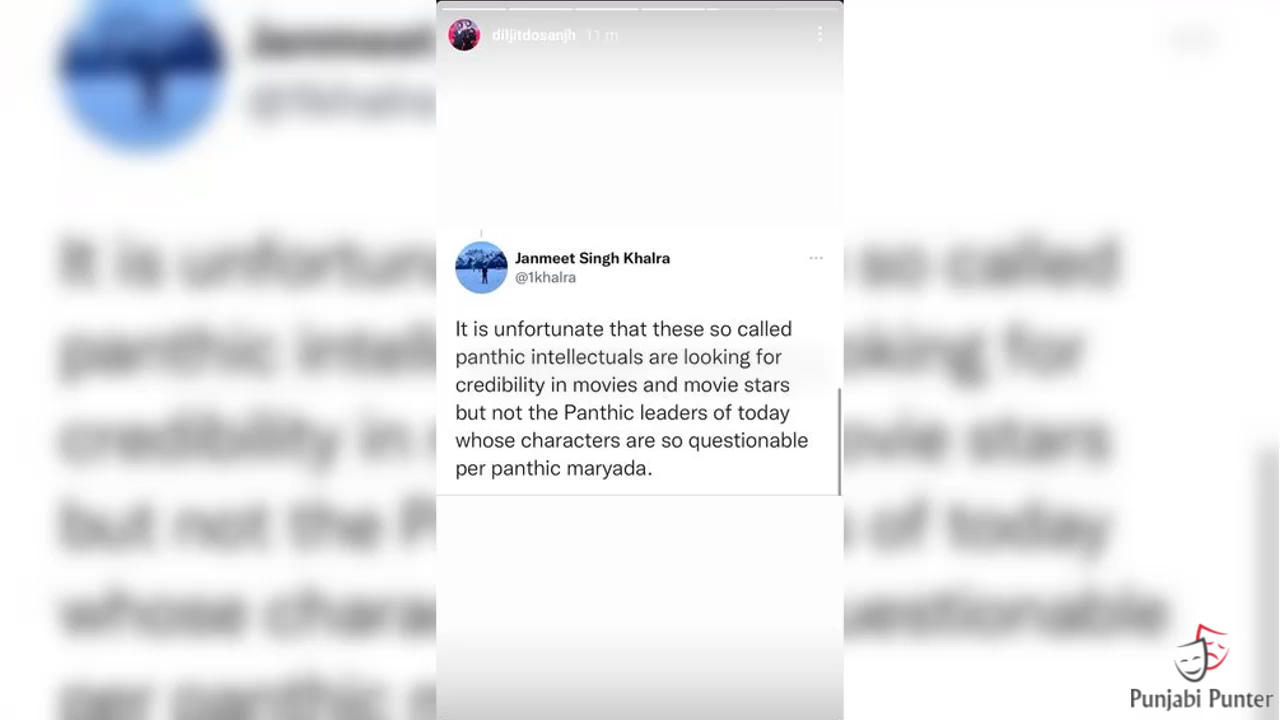 diljitdosanjh 11 m
Janmeet Singh Khalra
@1khalra
It is unfortunate that these so called
panthic intellectuals are looking for
credibility in movies and movie stars
but not the Panthic leaders of today
whose characters are so questionable
per panthic maryada.
Punjabi Punter